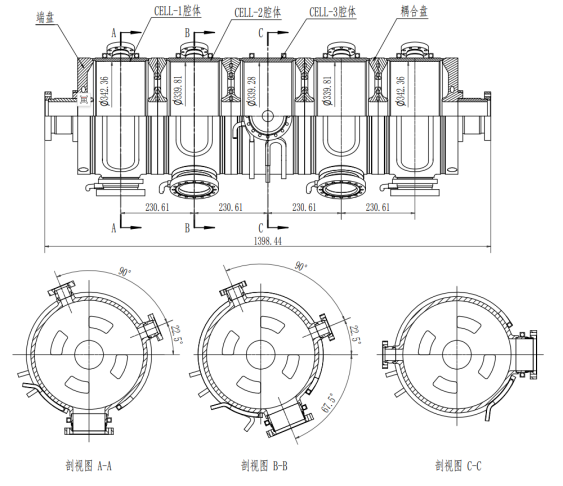 A B C
端盘 CELL-1腔体 CELL-2腔体 CELL-3腔体 耦合盘
Ø342.36 Ø339.81 Ø339.28 Ø339.81 Ø342.36
230.61 230.61 230.61 230.61
A B C
1398.44
90° 90°
22.5° 22.5°
67.5°
剖视图 A-A 剖视图 B-B 剖视图 C-C